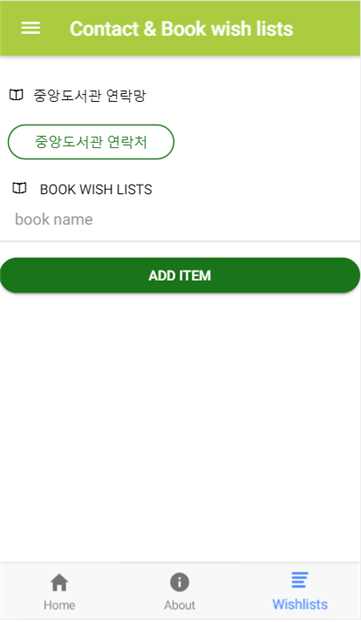 Contact & Book wish lists
중앙도서관 연락망
중앙도서관 연락처
BOOK WISH LISTS
book name
ADD ITEM
Home
About
Wishlists